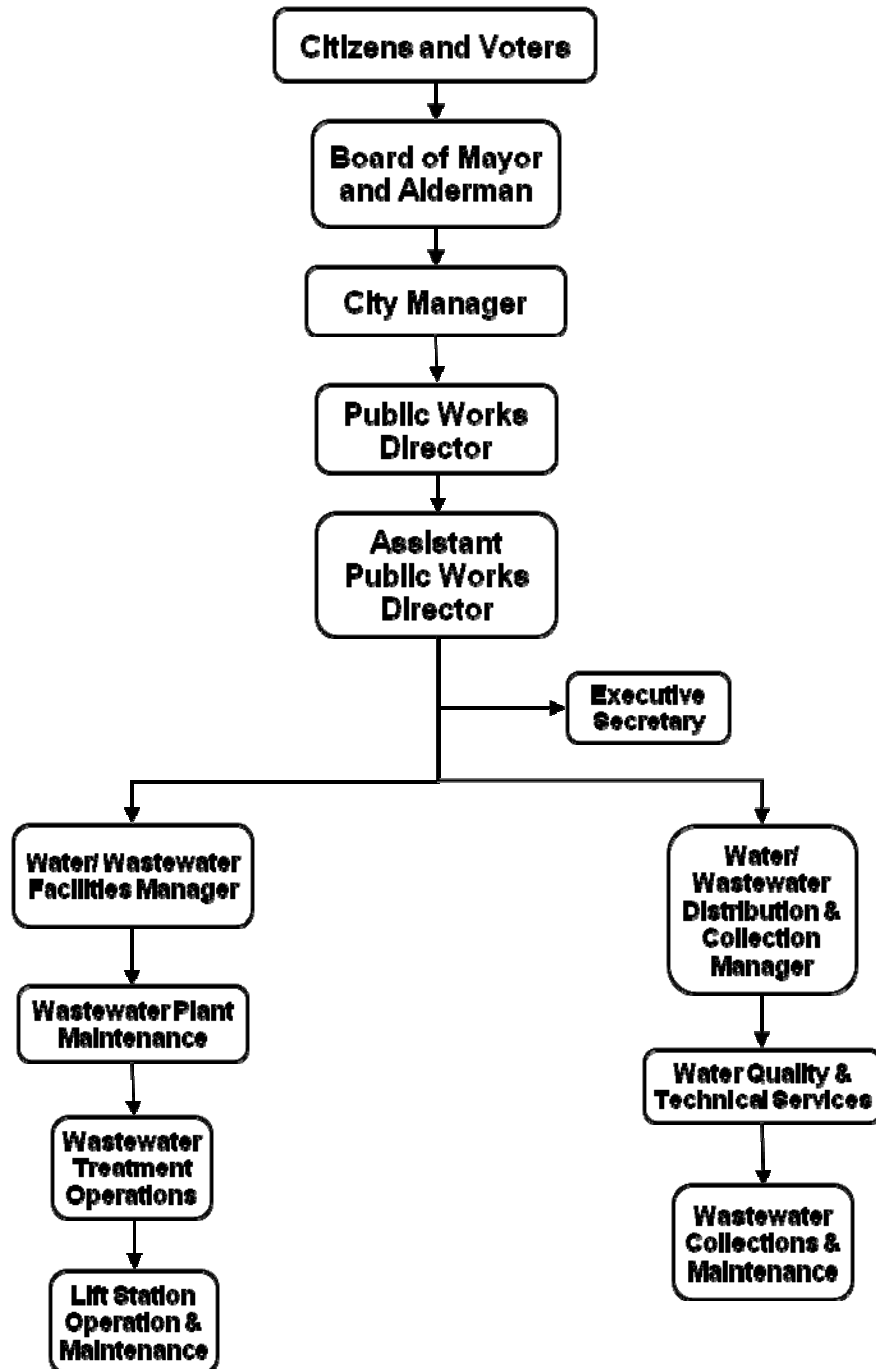 Citizens and Voters
Board of Mayor
and Alderman
City Manager
Public Works
Director
Assistant
Public Works
Director
Executive
Secretary
Water/ Wastewater
Facilities Manager
Wastewater Plant
Maintenance
Wastewater
Treatment
Operations
Lift Station
Operation &
Maintenance
Water/
Wastewater
Distribution &
Collection
Manager
Water Quality &
Technical Services
Wastewater
Collections &
Maintenance